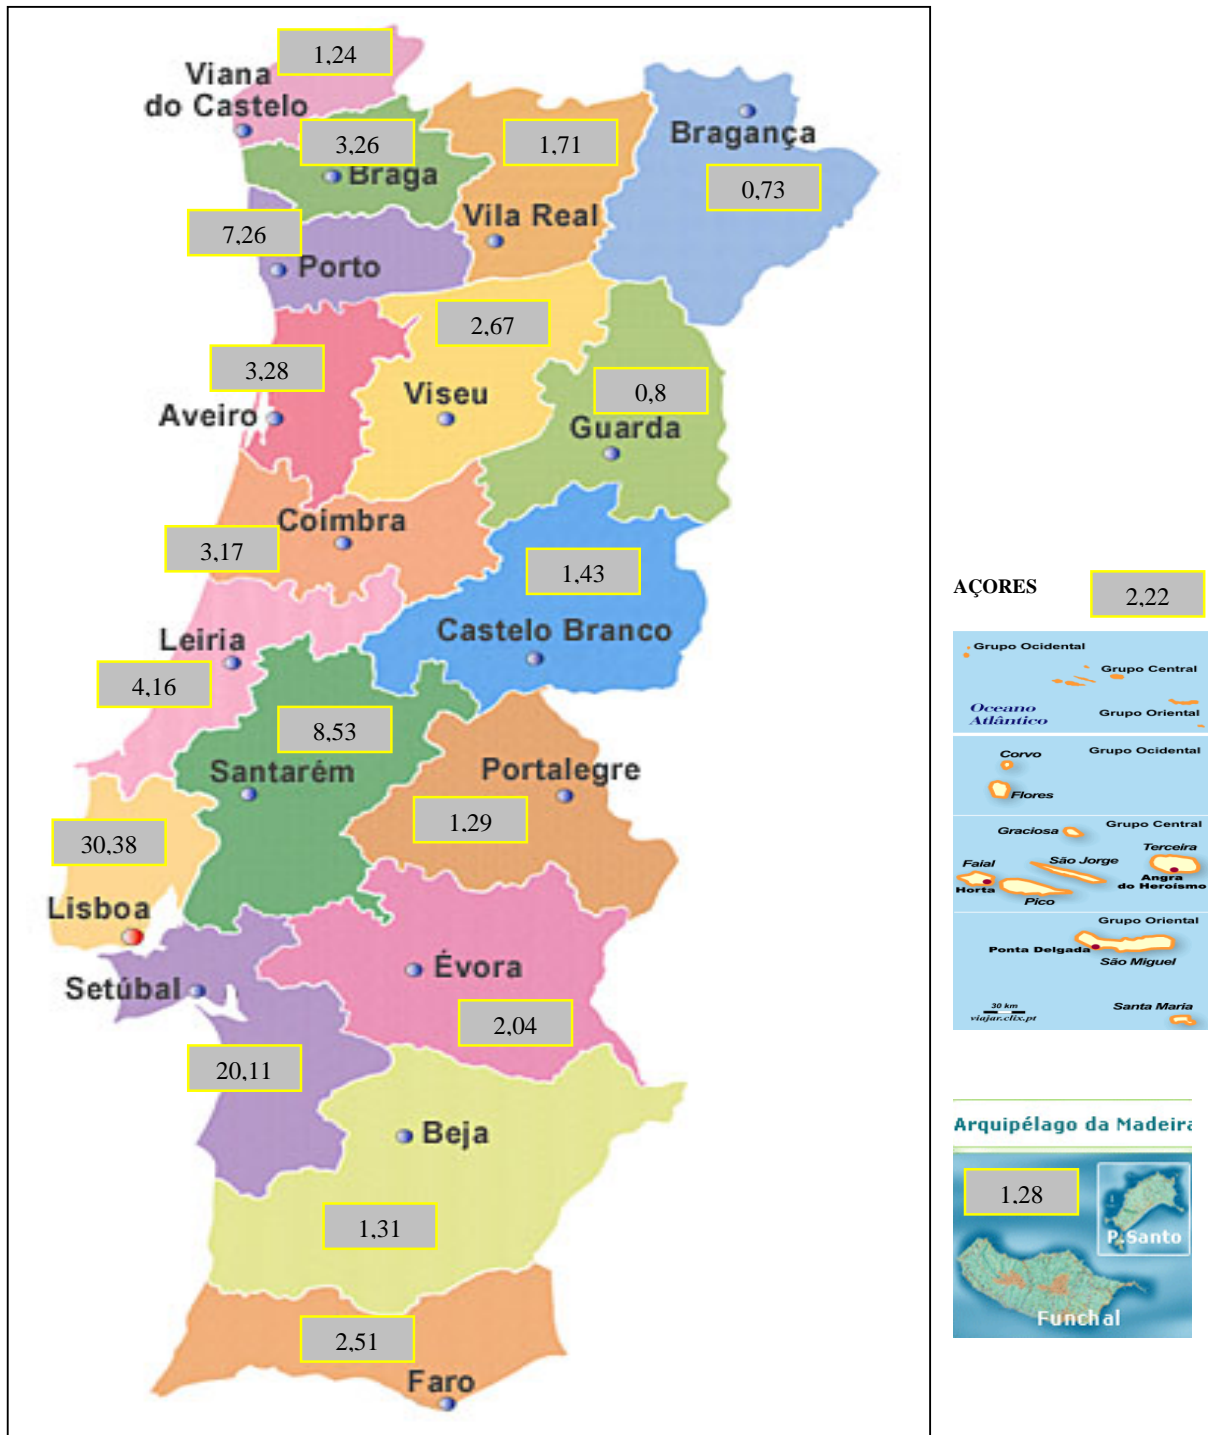 1,24
Viana
do Castelo
3,26
Braga
1,71
Vila Real
Bragança
0,73
7,26
Porto
2,67
Viseu
3,28
Aveiro
0,8
Guarda
Coimbra
3,17
1,43
Castelo Branco
Leiria
4,16
8,53
Santarém
Portalegre
1,29
30,38
Lisboa
Setúbal
20,11
Évora
2,04
Beja
1,31
2,51
Faro
AÇORES
2,22
Grupo Ocidental
Grupo Central
Oceano
Atlântico
Grupo Oriental
Corvo
Grupo Ocidental
Flores
Graciosa
Grupo Central
Terceira
Faial
São Jorge
Angra
do Heroísmo
Horta
Pico
Grupo Oriental
Ponta Delgada
São Miguel
30 km
viajar.clix.pt
Santa Maria
Arquipélago da Madeira
1,28
P.Santo
Funchal